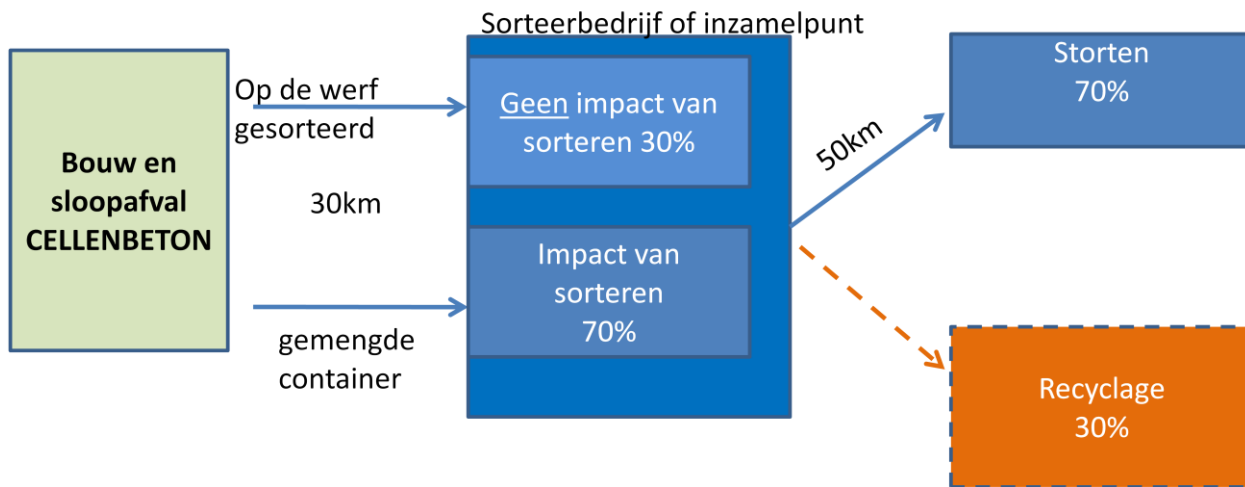 Sorteerbedrijf of inzamelpunt
Bouw en
sloopafval
CELLENBETON
Op de werf
gesorteerd
30km
gemengde
container
Geen impact van
sorteren 30%
Impact van
sorteren
70%
50km
Storten
70%
Recyclage
30%